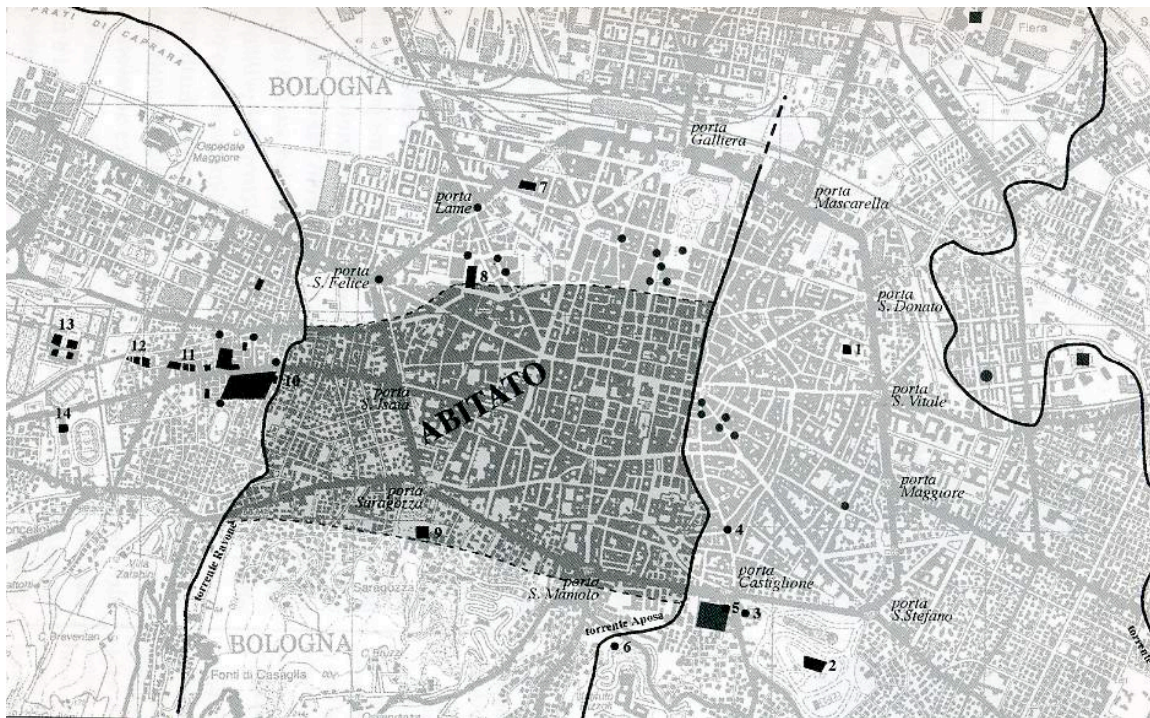 PRATI DI CAPRARA
BOLOGNA
Ospedale
Maggiore
Fiera
porta
Galliera
porta
Mascarella
7
porta
Lame
8
porta
S. Felice
porta
S. Donato
13
12
11
10
1
14
porta
S. Vitale
S. Isaia
ABITATO
porta
Saragozza
porta
Maggiore
9
4
torrente Ravone
Villa
Saragozza
porta
Castiglione
porta
S. Mamolo
5
3
porta
S.Stefano
torrente Aposa
6
2
BOLOGNA
Fonti di Casaglia